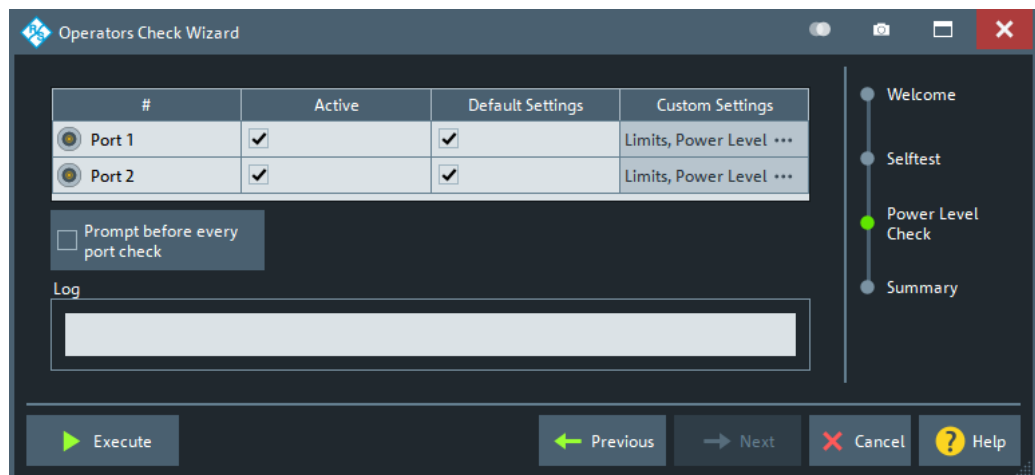 R&S Operators Check Wizard
# Active Default Settings Custom Settings
Port 1 Limits, Power Level ...
Port 2 Limits, Power Level ...
Prompt before every
port check
Log
Welcome
Selftest
Power Level
Check
Summary
Execute Previous Next Cancel ? Help